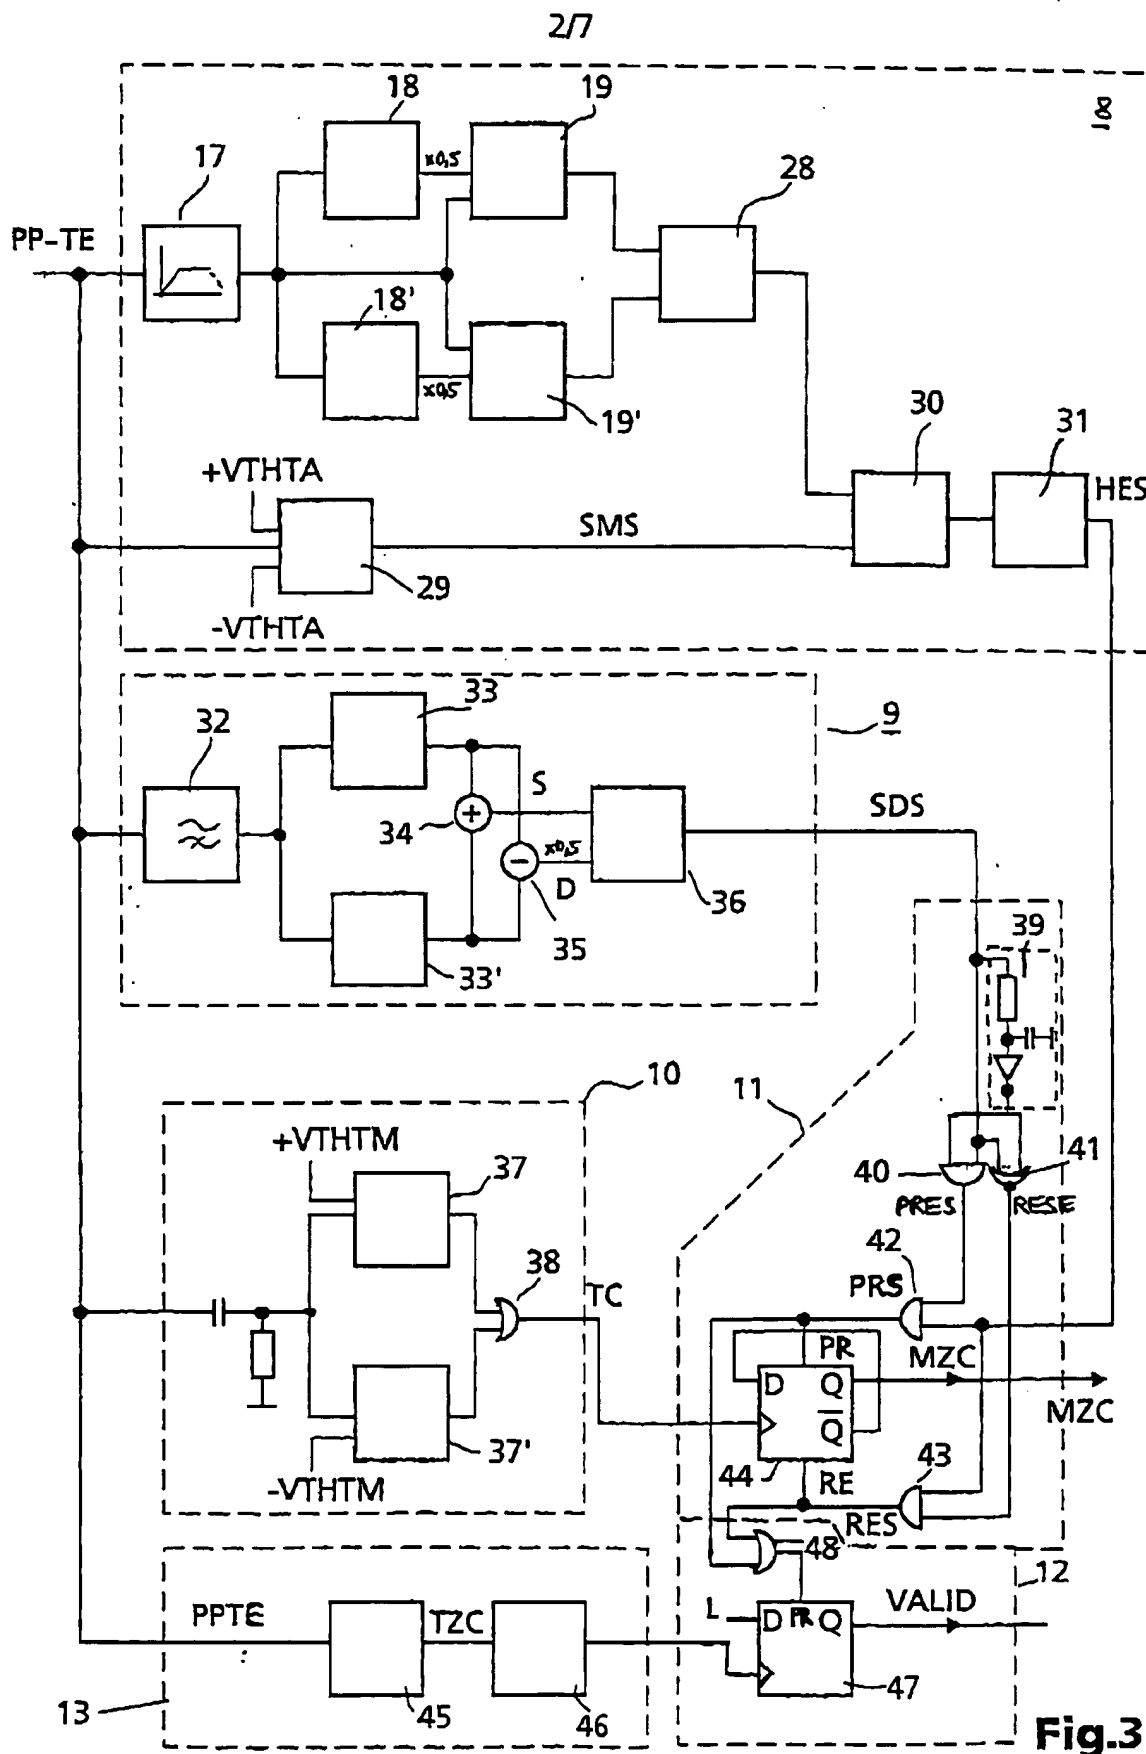 2/7
18
19
108
17
x0,5
28
PP-TE
18'
x0,5
19'
30
31
+VTHTA
HES
SMS
29
-VTHTA
33
9
32
S
SDS
+
34
x0,5
-
D
36
35
39
33'
10
11
+VTHTM
37
40
41
PRES
RESE
38
42
TC
PRS
PR
MZC
D Q
MZC
Q
37'
44
43
-VTHTM
RE
RES
48
12
PPTE
TZC
L
D PR Q
VALID
13
45
46
47
Fig.3